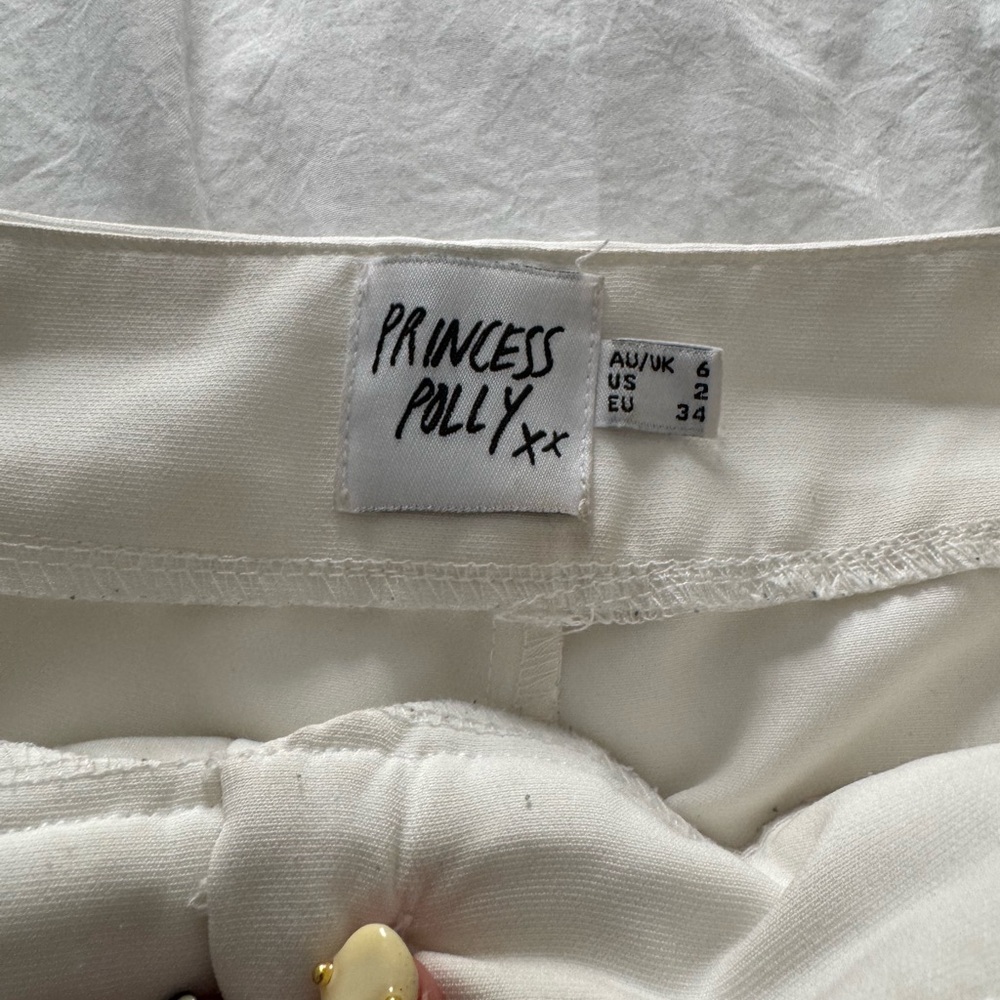 PRINCESS
POLLY xx
AU/UK 6
US 2
EU 34